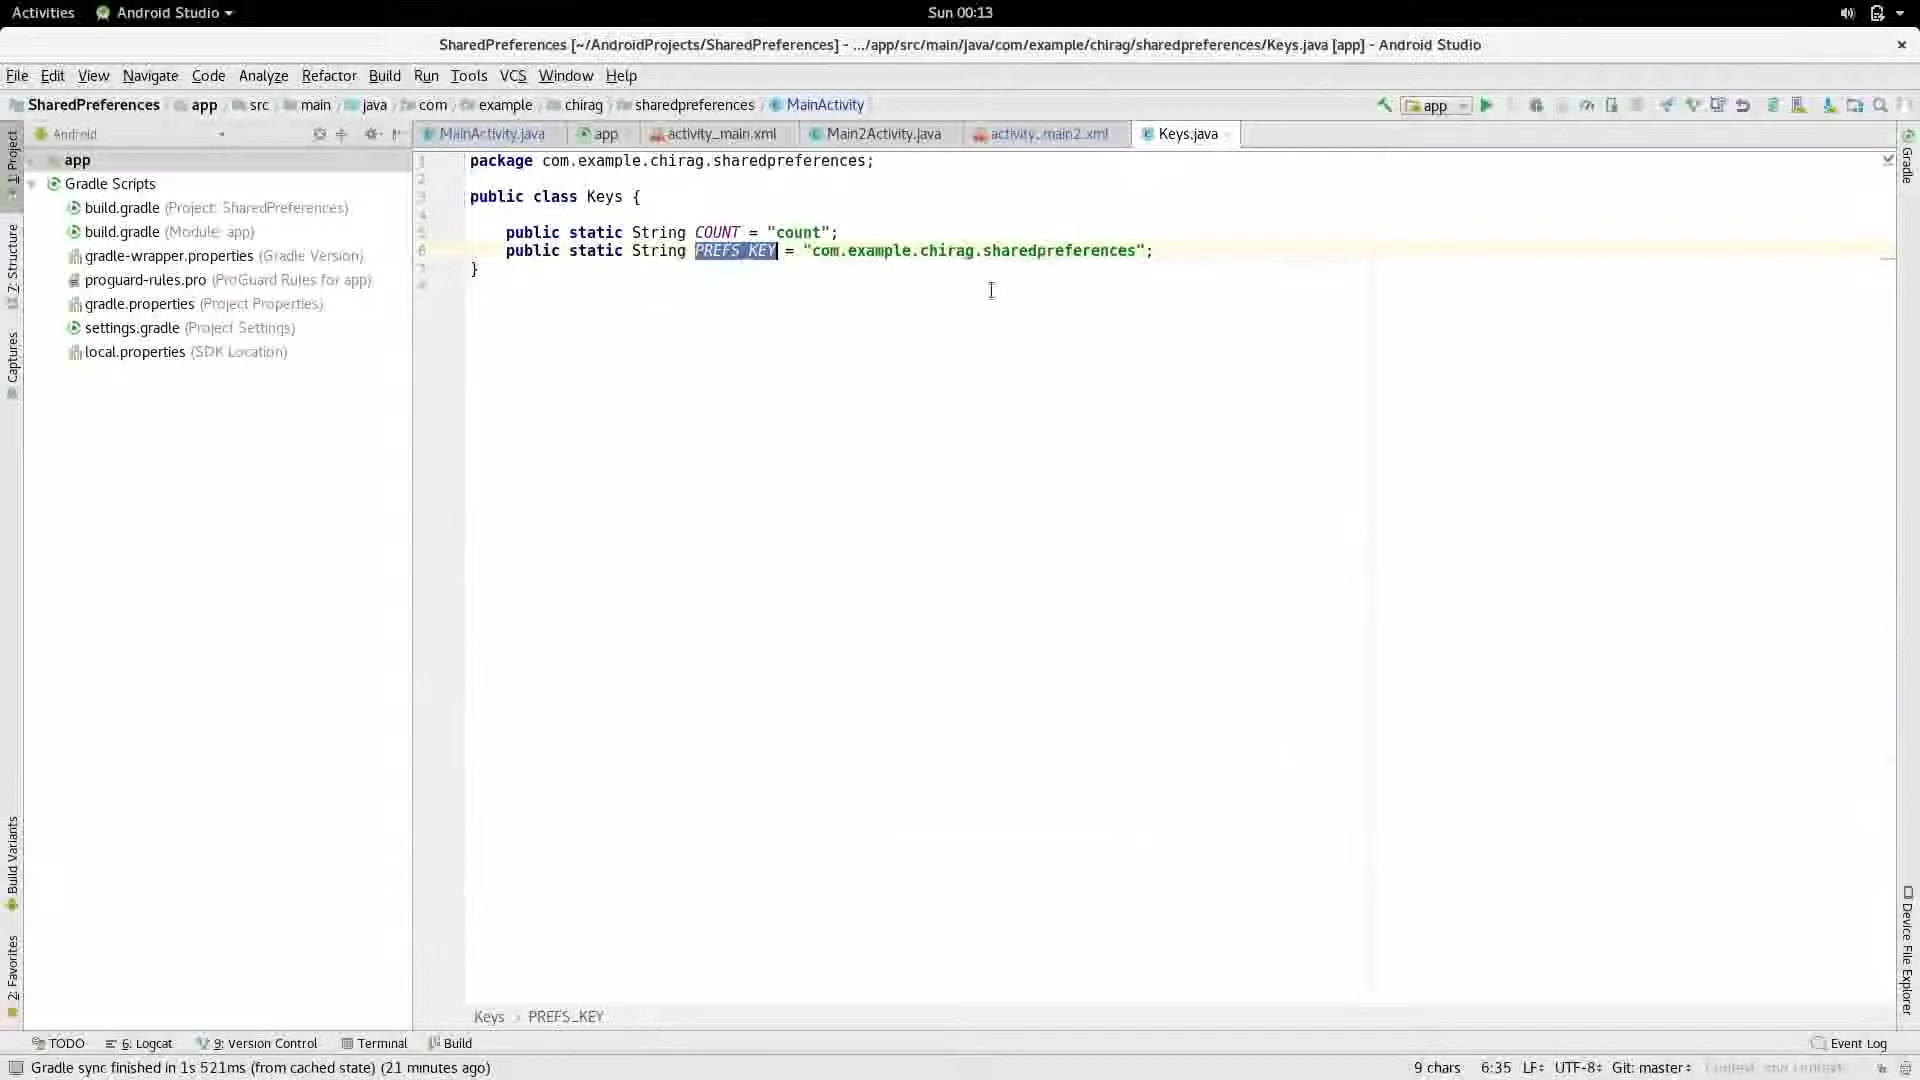 Activities Android Studio Sun 00:13
SharedPreferences [~/AndroidProjects/SharedPreferences] - .../app/src/main/java/com/example/chirag/sharedpreferences/Keys.java [app] - Android Studio
File Edit View Navigate Code Analyze Refactor Build Run Tools VCS Window Help
SharedPreferences app src main java com example chirag sharedpreferences MainActivity app
Android MainActivity.java app activity_main.xml Main2Activity.java activity_main2.xml Keys.java
1: Project
7: Structure
Captures
Build Variants
2: Favorites
app
Gradle Scripts
build.gradle (Project: SharedPreferences)
build.gradle (Module: app)
gradle-wrapper.properties (Gradle Version)
proguard-rules.pro (ProGuard Rules for app)
gradle.properties (Project Properties)
settings.gradle (Project Settings)
local.properties (SDK Location)
1 package com.example.chirag.sharedpreferences;
2
3 public class Keys {
4
5 public static String COUNT = "count";
6 public static String PREFS_KEY = "com.example.chirag.sharedpreferences";
7 }
8
Gradle
Device File Explorer
Keys › PREFS_KEY
TODO 6: Logcat 9: Version Control Terminal Build Event Log
Gradle sync finished in 1s 521ms (from cached state) (21 minutes ago) 9 chars 6:35 LF UTF-8 Git: master